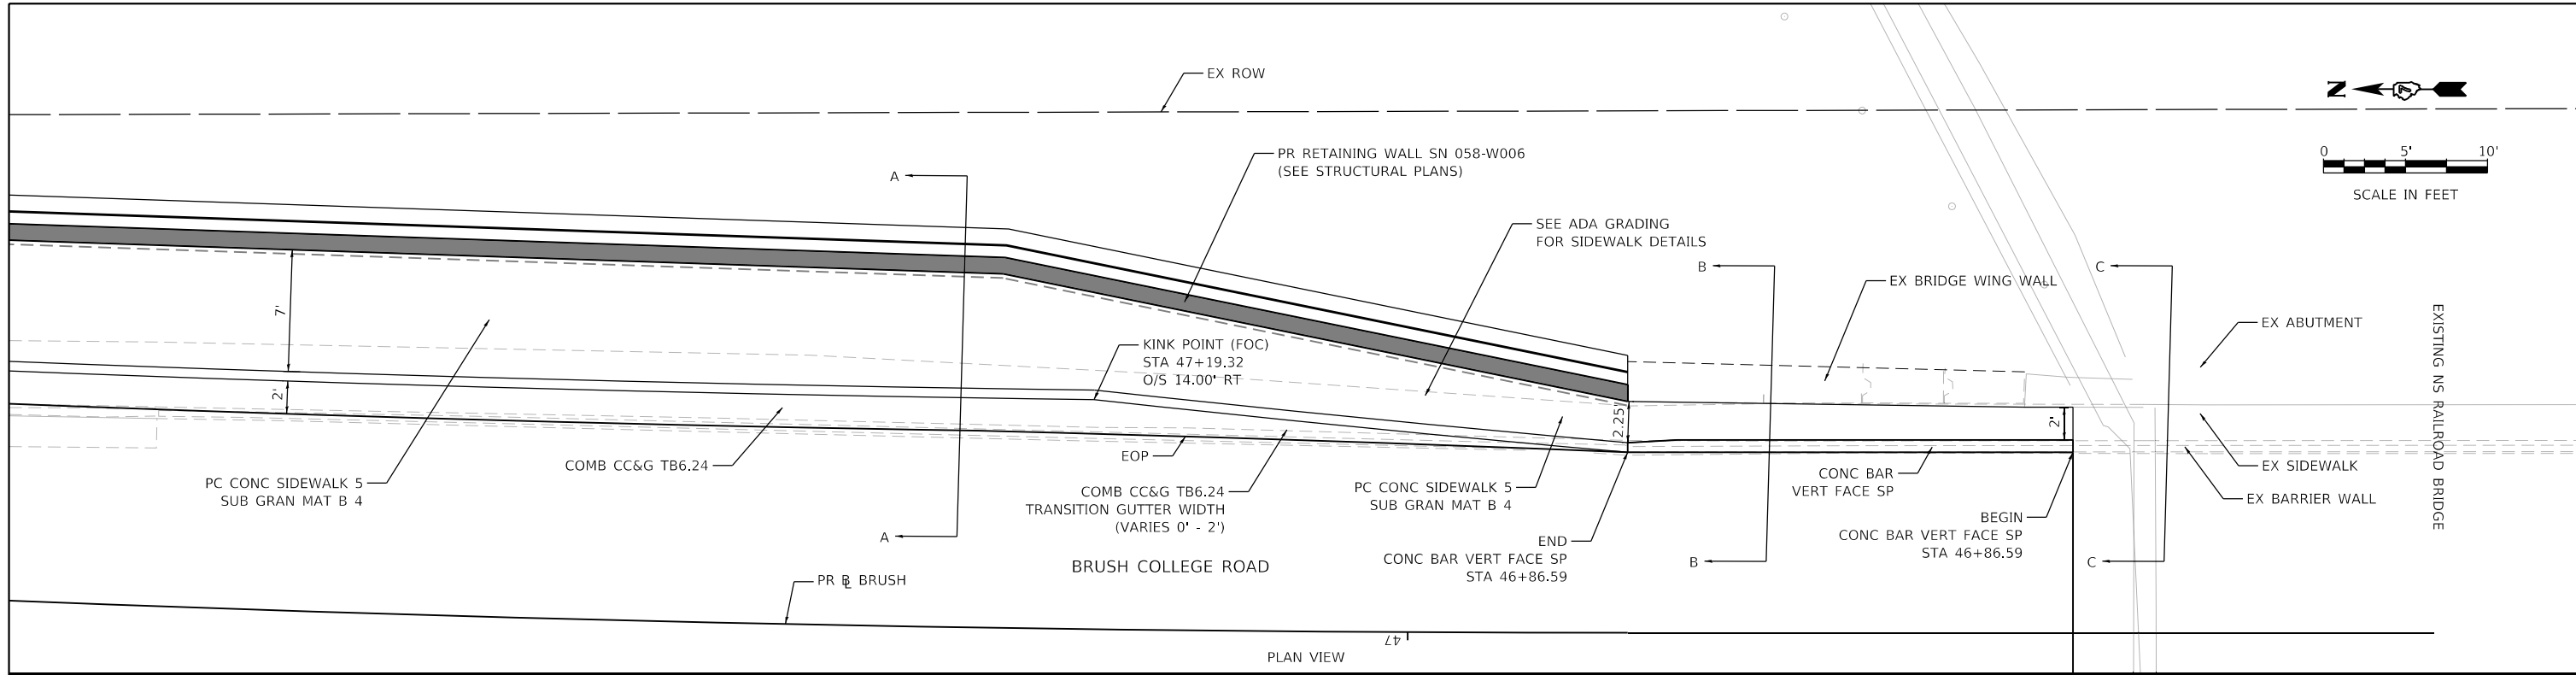 EX ROW
N
0 5' 10'
SCALE IN FEET
PR RETAINING WALL SN 058-W006
(SEE STRUCTURAL PLANS)
A
SEE ADA GRADING
FOR SIDEWALK DETAILS
B
C
EX BRIDGE WING WALL
7'
KINK POINT (FOC)
STA 47+19.32
O/S 14.00' RT
EX ABUTMENT
EXISTING NS RAILROAD BRIDGE
2'
2.25'
2'
COMB CC&G TB6.24
EOP
PC CONC SIDEWALK 5
SUB GRAN MAT B 4
COMB CC&G TB6.24
TRANSITION GUTTER WIDTH
(VARIES 0' - 2')
PC CONC SIDEWALK 5
SUB GRAN MAT B 4
CONC BAR
VERT FACE SP
EX SIDEWALK
EX BARRIER WALL
BEGIN
CONC BAR VERT FACE SP
STA 46+86.59
A
END
CONC BAR VERT FACE SP
STA 46+86.59
B
C
BRUSH COLLEGE ROAD
PR BL BRUSH
47
PLAN VIEW